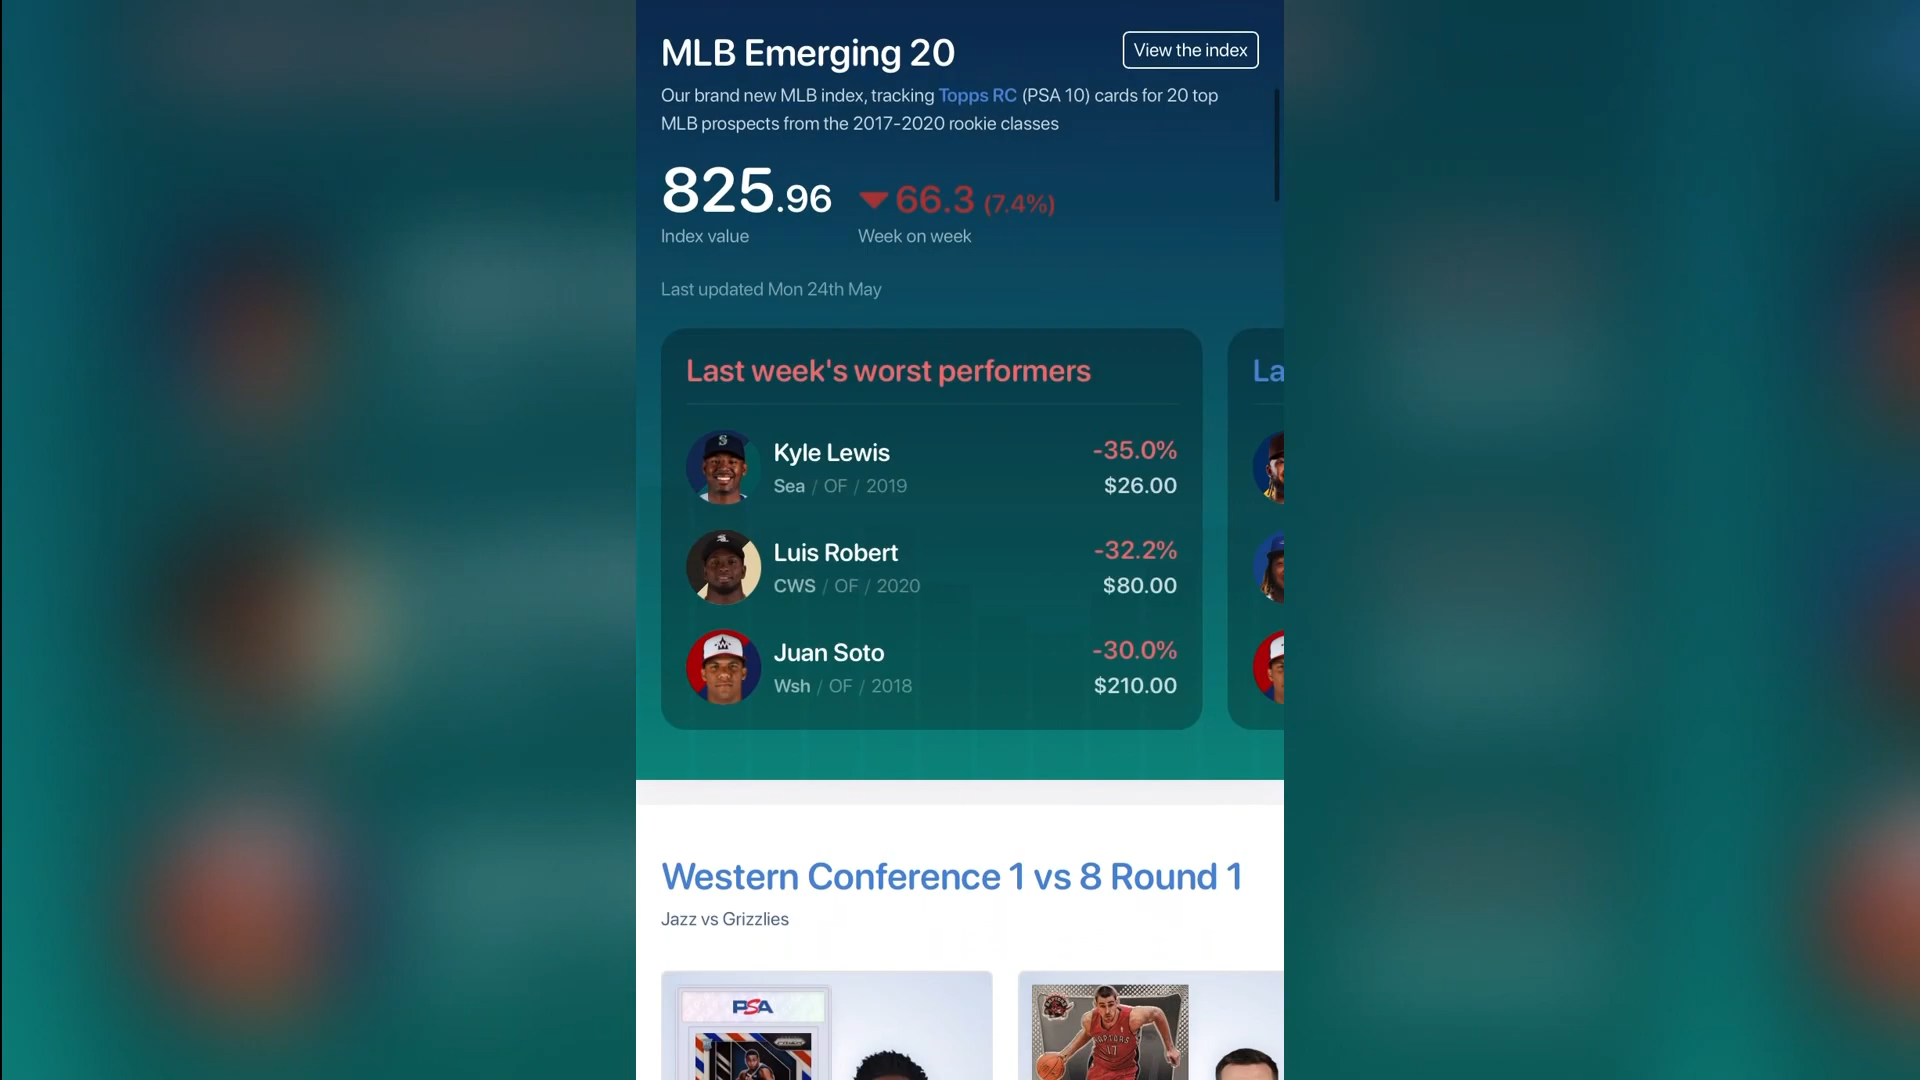 MLB Emerging 20
View the index
Our brand new MLB index, tracking Topps RC (PSA 10) cards for 20 top
MLB prospects from the 2017-2020 rookie classes
825.96
66.3 (7.4%)
Index value
Week on week
Last updated Mon 24th May
Last week's worst performers
La
Kyle Lewis
-35.0%
Sea / OF / 2019
$26.00
Luis Robert
-32.2%
CWS / OF / 2020
$80.00
Juan Soto
-30.0%
Wsh / OF / 2018
$210.00
Western Conference 1 vs 8 Round 1
Jazz vs Grizzlies
PSA
RAPTORS
17